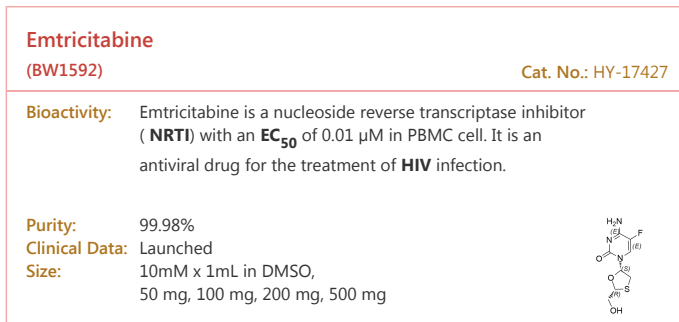 Emtricitabine
(BW1592)
Cat. No.: HY-17427
Bioactivity: Emtricitabine is a nucleoside reverse transcriptase inhibitor
( NRTI) with an EC50 of 0.01 μM in PBMC cell. It is an
antiviral drug for the treatment of HIV infection.
Purity: 99.98%
Clinical Data: Launched
Size: 10mM x 1mL in DMSO,
50 mg, 100 mg, 200 mg, 500 mg
H2N
(E)
F
N
(E)
O
N
(S)
O
S
(R)
OH